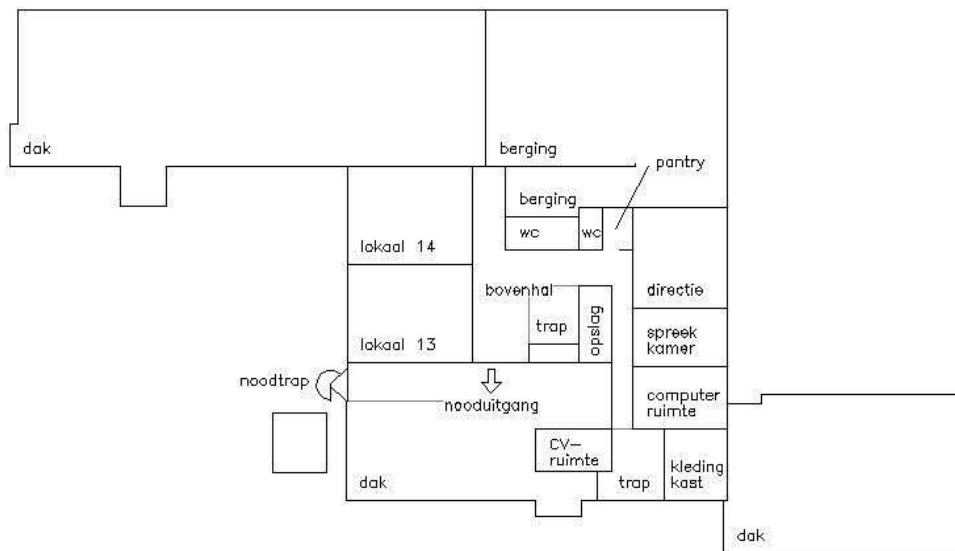 dak
berging
pantry
berging
wc
wc
lokaal 14
bovenhal
directie
trap
opslag
spreek
kamer
lokaal 13
noodtrap
nooduitgang
computer
ruimte
CV-
ruimte
kleding
kast
dak
trap
dak